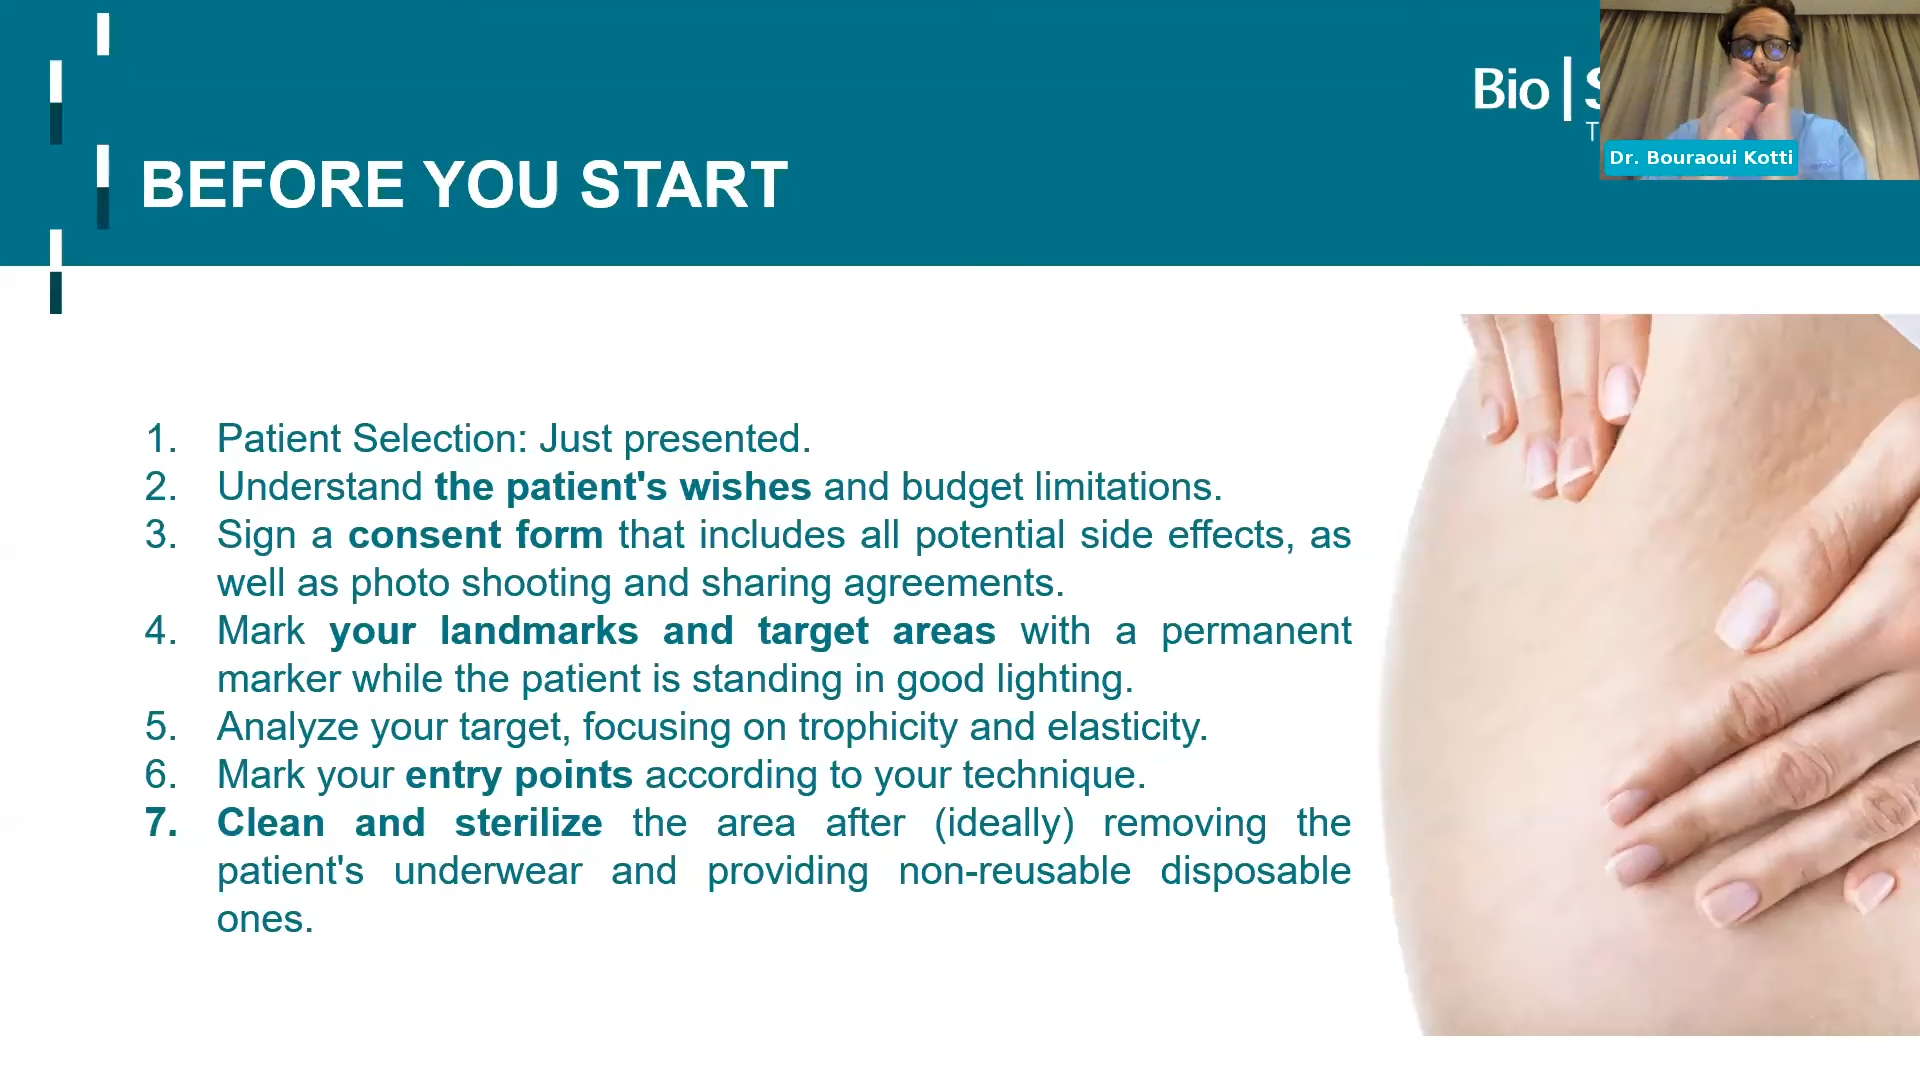 Bio|
Dr. Bouraoui Kotti
BEFORE YOU START
1. Patient Selection: Just presented.
2. Understand the patient's wishes and budget limitations.
3. Sign a consent form that includes all potential side effects, as
well as photo shooting and sharing agreements.
4. Mark your landmarks and target areas with a permanent
marker while the patient is standing in good lighting.
5. Analyze your target, focusing on trophicity and elasticity.
6. Mark your entry points according to your technique.
7. Clean and sterilize the area after (ideally) removing the
patient's underwear and providing non-reusable disposable
ones.